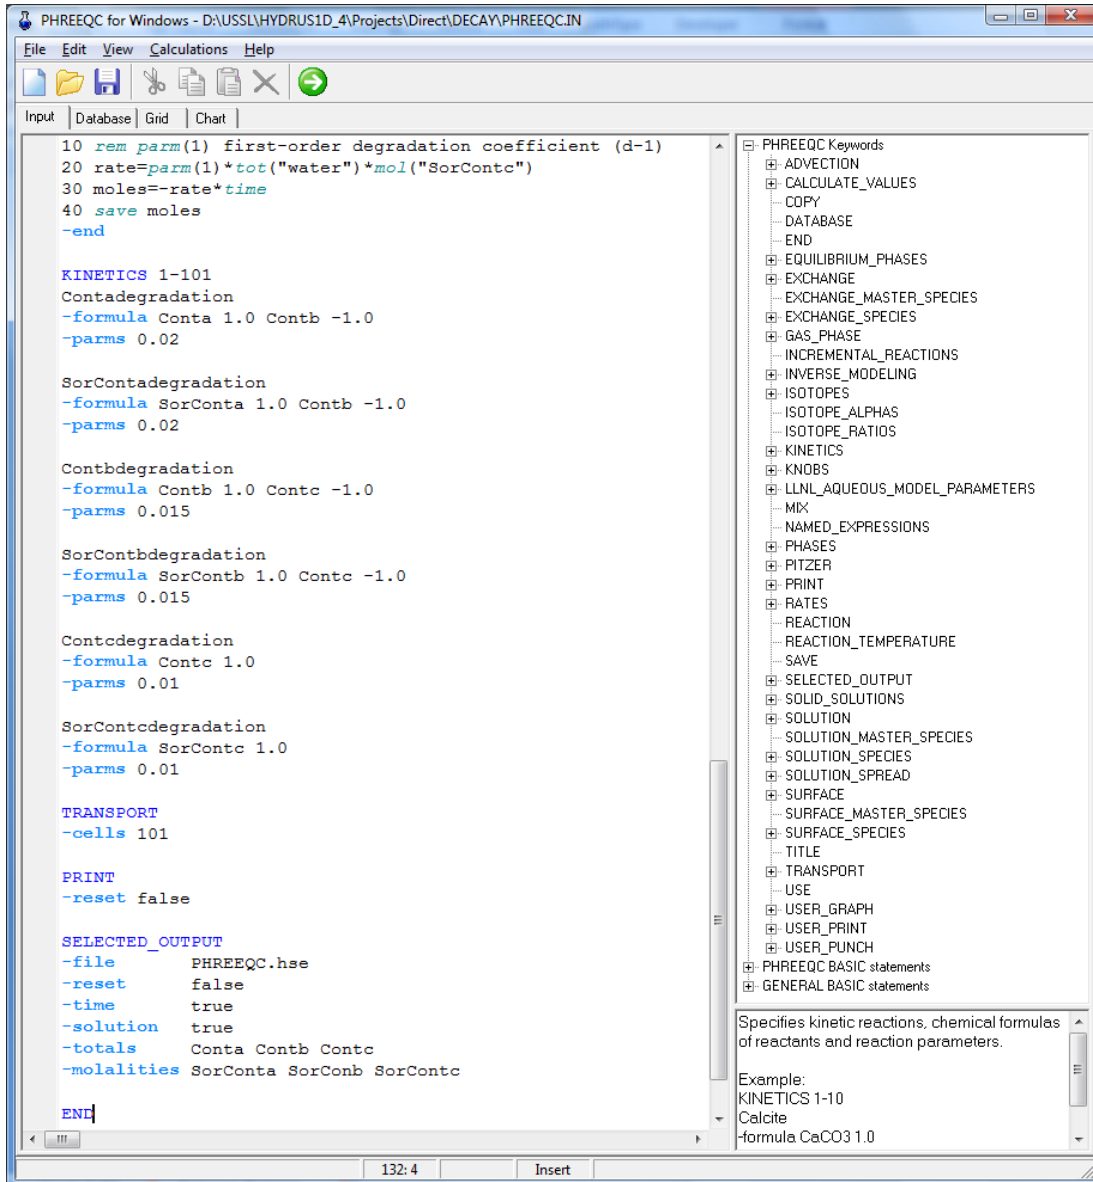 PHREEQC for Windows - D:\USSL\HYDRUS1D_4\Projects\Direct\DECAY\PHREEQC.IN
File Edit View Calculations Help
Input Database Grid Chart
10 rem parm(1) first-order degradation coefficient (d-1)
20 rate=parm(1)*tot("water")*mol("SorContc")
30 moles=-rate*time
40 save moles
-end
KINETICS 1-101
Contadegradation
-formula Conta 1.0 Contb -1.0
-parms 0.02
SorContadegradation
-formula SorConta 1.0 Contb -1.0
-parms 0.02
Contbdegradation
-formula Contb 1.0 Contc -1.0
-parms 0.015
SorContbdegradation
-formula SorContb 1.0 Contc -1.0
-parms 0.015
Contcdegradation
-formula Contc 1.0
-parms 0.01
SorContcdegradation
-formula SorContc 1.0
-parms 0.01
TRANSPORT
-cells 101
PRINT
-reset false
SELECTED_OUTPUT
-file PHREEQC.hse
-reset false
-time true
-solution true
-totals Conta Contb Contc
-molalities SorConta SorConb SorContc
END
PHREEQC Keywords
ADVECTION
CALCULATE_VALUES
COPY
DATABASE
END
EQUILIBRIUM_PHASES
EXCHANGE
EXCHANGE_MASTER_SPECIES
EXCHANGE_SPECIES
GAS_PHASE
INCREMENTAL_REACTIONS
INVERSE_MODELING
ISOTOPES
ISOTOPE_ALPHAS
ISOTOPE_RATIOS
KINETICS
KNOBS
LLNL_AQUEOUS_MODEL_PARAMETERS
MIX
NAMED_EXPRESSIONS
PHASES
PITZER
PRINT
RATES
REACTION
REACTION_TEMPERATURE
SAVE
SELECTED_OUTPUT
SOLID_SOLUTIONS
SOLUTION
SOLUTION_MASTER_SPECIES
SOLUTION_SPECIES
SOLUTION_SPREAD
SURFACE
SURFACE_MASTER_SPECIES
SURFACE_SPECIES
TITLE
TRANSPORT
USE
USER_GRAPH
USER_PRINT
USER_PUNCH
PHREEQC BASIC statements
GENERAL BASIC statements
Specifies kinetic reactions, chemical formulas
of reactants and reaction parameters.
Example:
KINETICS 1-10
Calcite
-formula CaCO3 1.0
132: 4 Insert